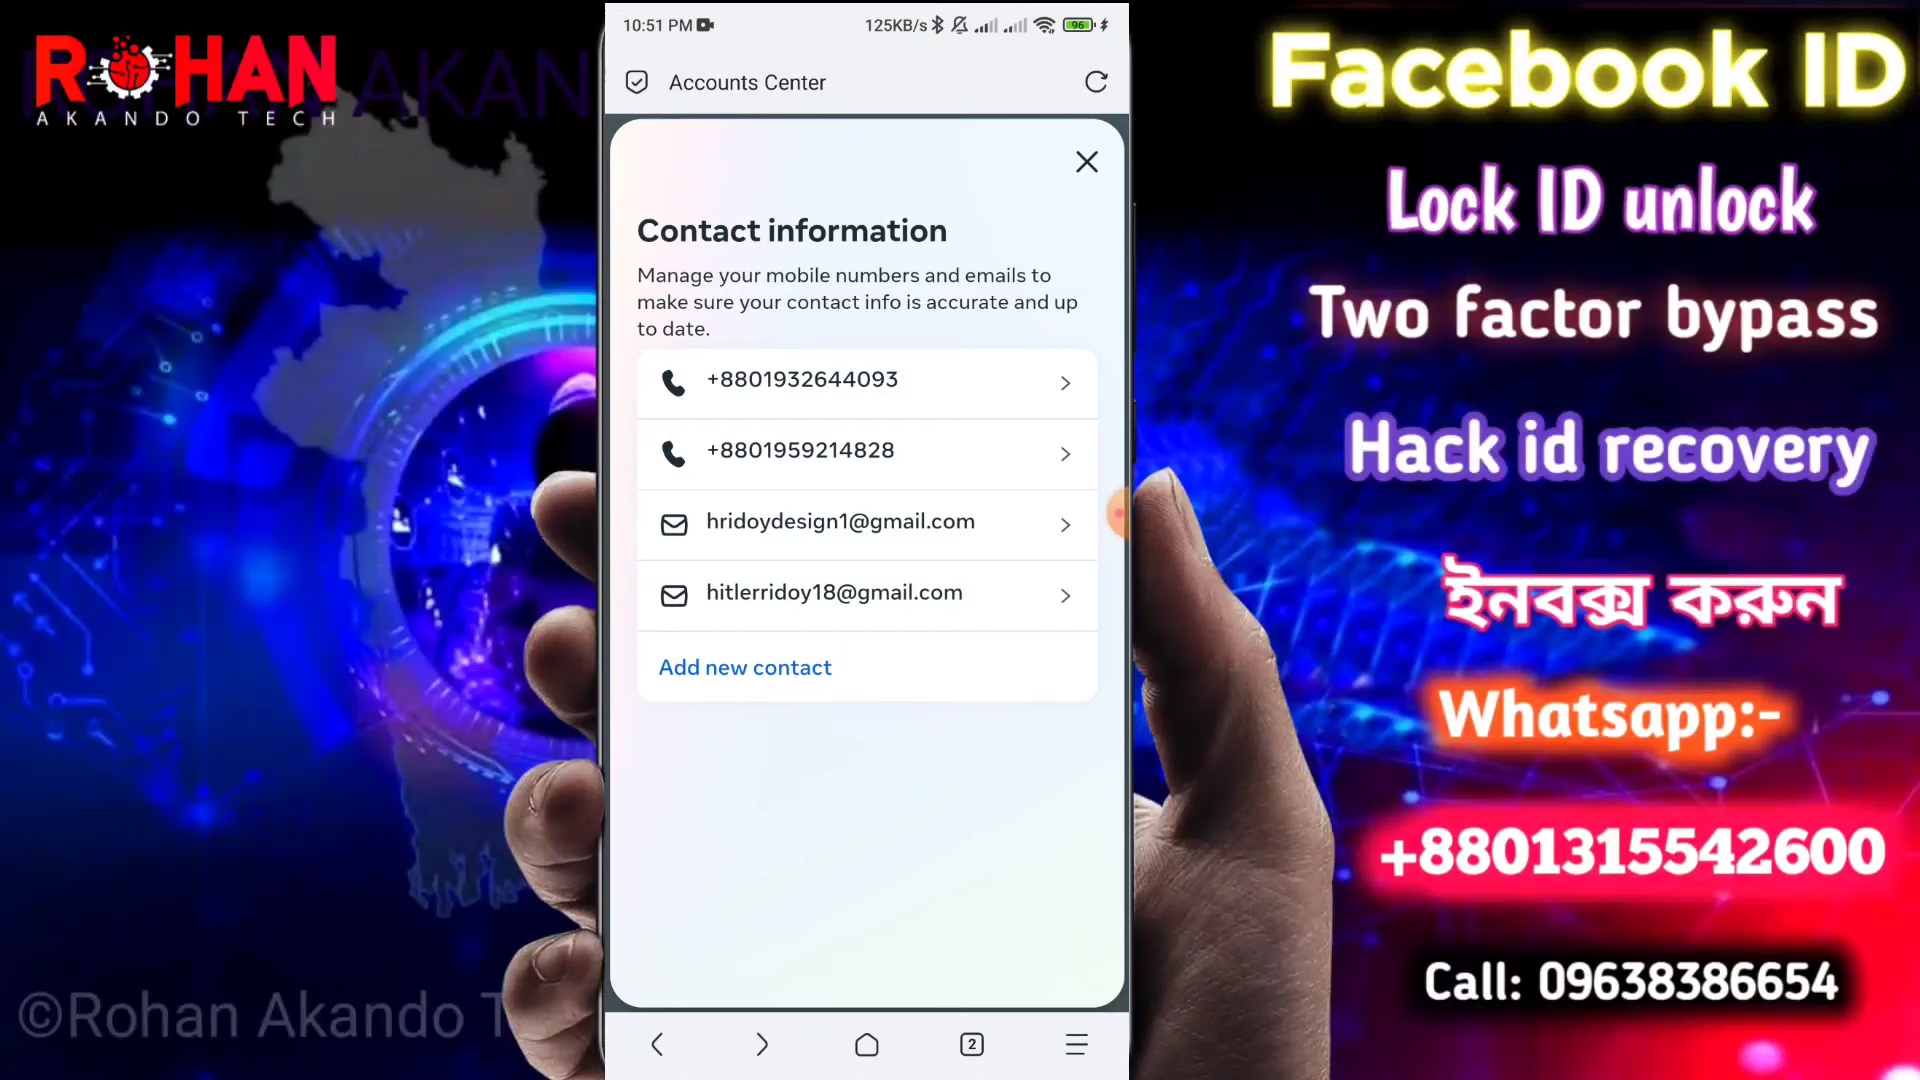 ROHAN
AKANDO TECH
AKAN
10:51 PM
125KB/s
96
Accounts Center
Contact information
Manage your mobile numbers and emails to
make sure your contact info is accurate and up
to date.
+8801932644093
+8801959214828
hridoydesign1@gmail.com
hitlerridoy18@gmail.com
Add new contact
2
©Rohan Akando T
Facebook ID
Lock ID unlock
Two factor bypass
Hack id recovery
ইনবক্স করুন
Whatsapp:-
+8801315542600
Call: 09638386654